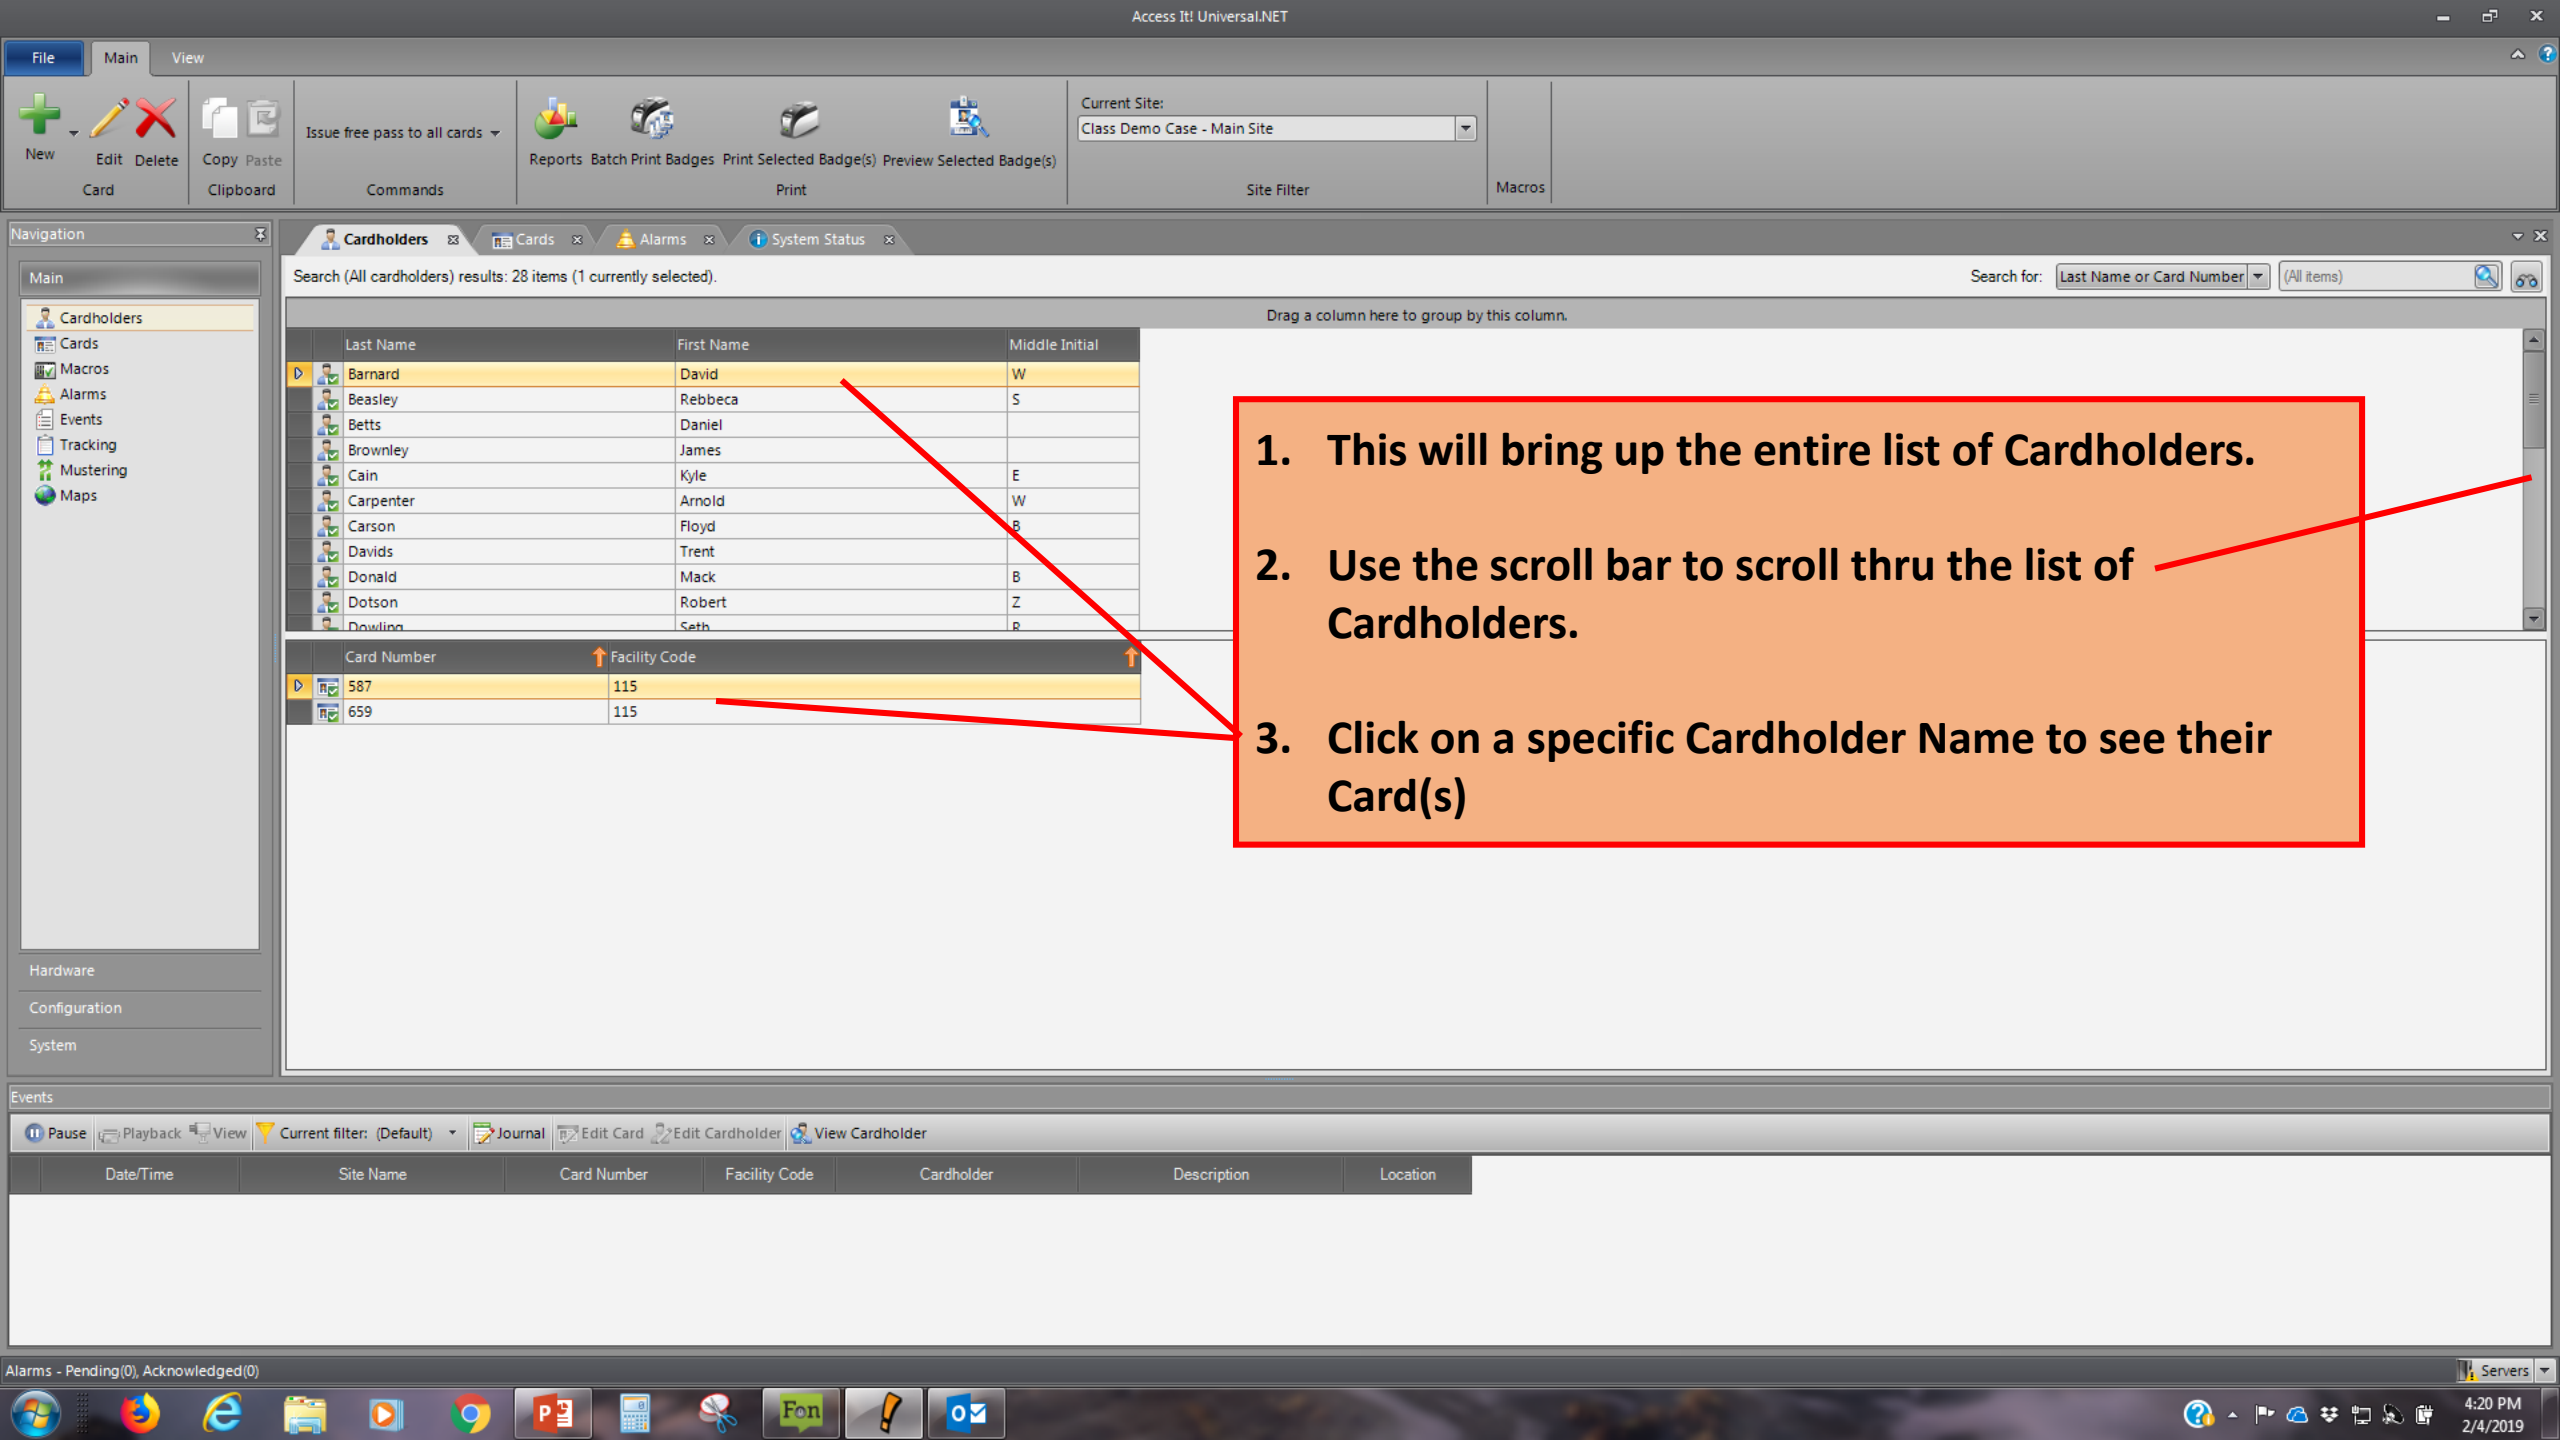 Access It! Universal.NET
File Main View
New Edit Delete Copy Paste Issue free pass to all cards Reports Batch Print Badges Print Selected Badge(s) Preview Selected Badge(s)
Current Site:
Class Demo Case - Main Site
Card Clipboard Commands Print Site Filter Macros
Navigation
Main
Cardholders
Cards
Macros
Alarms
Events
Tracking
Mustering
Maps
Hardware
Configuration
System
Cardholders Cards Alarms System Status
Search (All cardholders) results: 28 items (1 currently selected).
Search for: Last Name or Card Number (All items)
Drag a column here to group by this column.
Last Name First Name Middle Initial
Barnard David W
Beasley Rebbeca S
Betts Daniel
Brownley James
Cain Kyle E
Carpenter Arnold W
Carson Floyd B
Davids Trent
Donald Mack B
Dotson Robert Z
Dowling Seth R
Card Number Facility Code
587 115
659 115
1. This will bring up the entire list of Cardholders.
2. Use the scroll bar to scroll thru the list of
Cardholders.
3. Click on a specific Cardholder Name to see their
Card(s)
Events
Pause Playback View Current filter: (Default) Journal Edit Card Edit Cardholder View Cardholder
Date/Time Site Name Card Number Facility Code Cardholder Description Location
Alarms - Pending(0), Acknowledged(0)
Servers
Fon
4:20 PM
2/4/2019